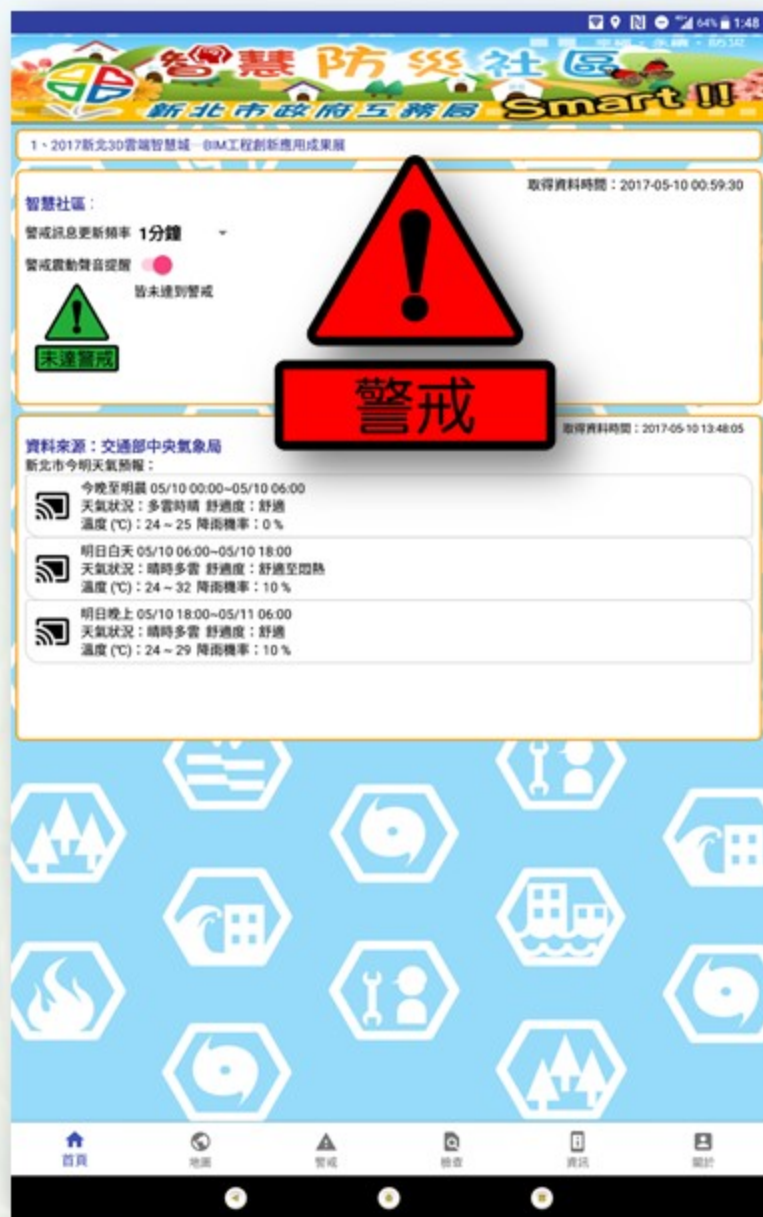 64% 1:48
智慧防災社區
新北市政府工務局 Smart !!
1、2017新北3D雲端智慧城—BIM工程創新應用成果展
取得資料時間：2017-05-10 00:59:30
智慧社區：
警戒訊息更新頻率 1分鐘
警戒震動聲音提醒
皆未達到警戒
未達警戒
警戒
取得資料時間：2017-05-10 13:48:05
資料來源：交通部中央氣象局
新北市今明天氣預報：
今晚至明晨 05/10 00:00~05/10 06:00
天氣狀況：多雲時晴 舒適度：舒適
溫度 (℃)：24 ~ 25 降雨機率：0 %
明日白天 05/10 06:00~05/10 18:00
天氣狀況：晴時多雲 舒適度：舒適至悶熱
溫度 (℃)：24 ~ 32 降雨機率：10 %
明日晚上 05/10 18:00~05/11 06:00
天氣狀況：晴時多雲 舒適度：舒適
溫度 (℃)：24 ~ 29 降雨機率：10 %
首頁 地圖 警戒 檢查 資訊 關於